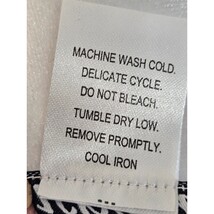 MACHINE WASH COLD.
DELICATE CYCLE.
DO NOT BLEACH.
TUMBLE DRY LOW.
REMOVE PROMPTLY.
COOL IRON